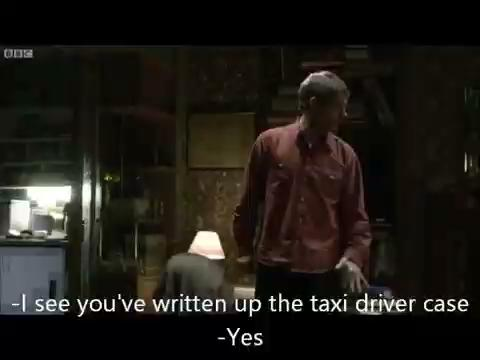 BBC
-I see you've written up the taxi driver case
-Yes